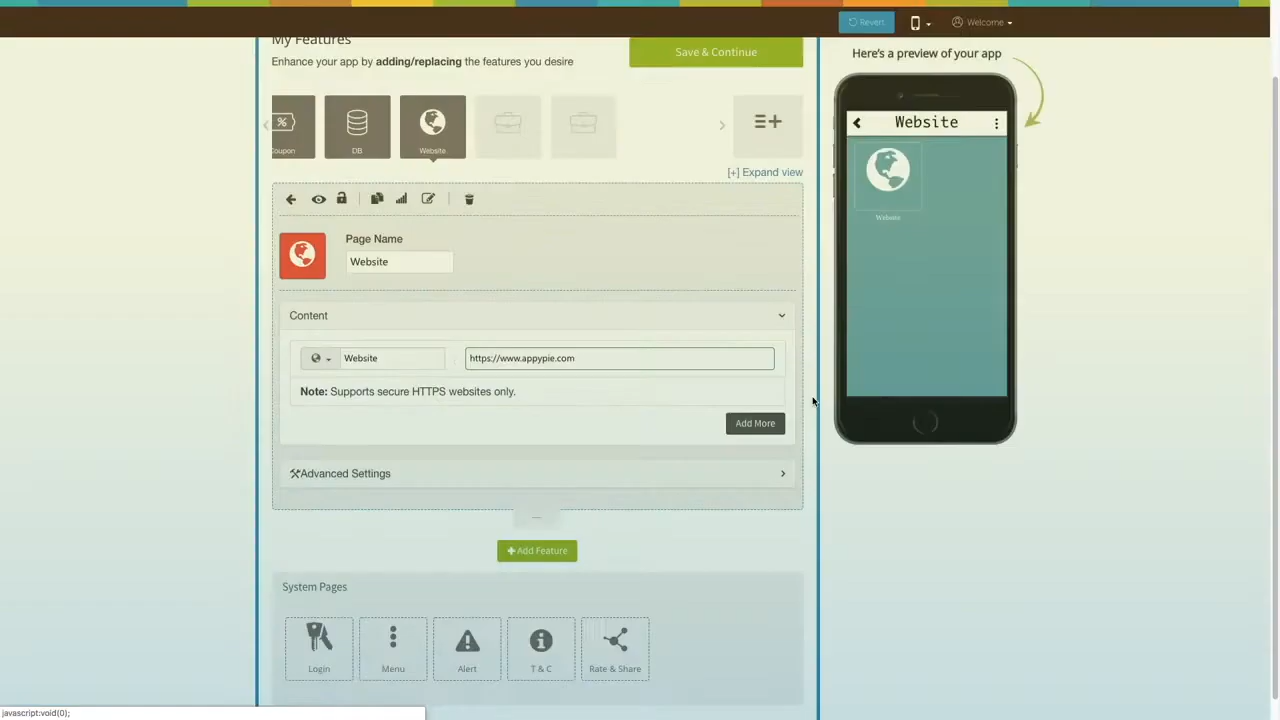 Revert
Welcome
My Features
Enhance your app by adding/replacing the features you desire
Save & Continue
Here's a preview of your app
Coupon
DB
Website
[+] Expand view
Page Name
Website
Content
Website
https://www.appypie.com
Note: Supports secure HTTPS websites only.
Add More
Advanced Settings
Add Feature
System Pages
Login
Menu
Alert
T & C
Rate & Share
Website
Website
javascript:void(0);